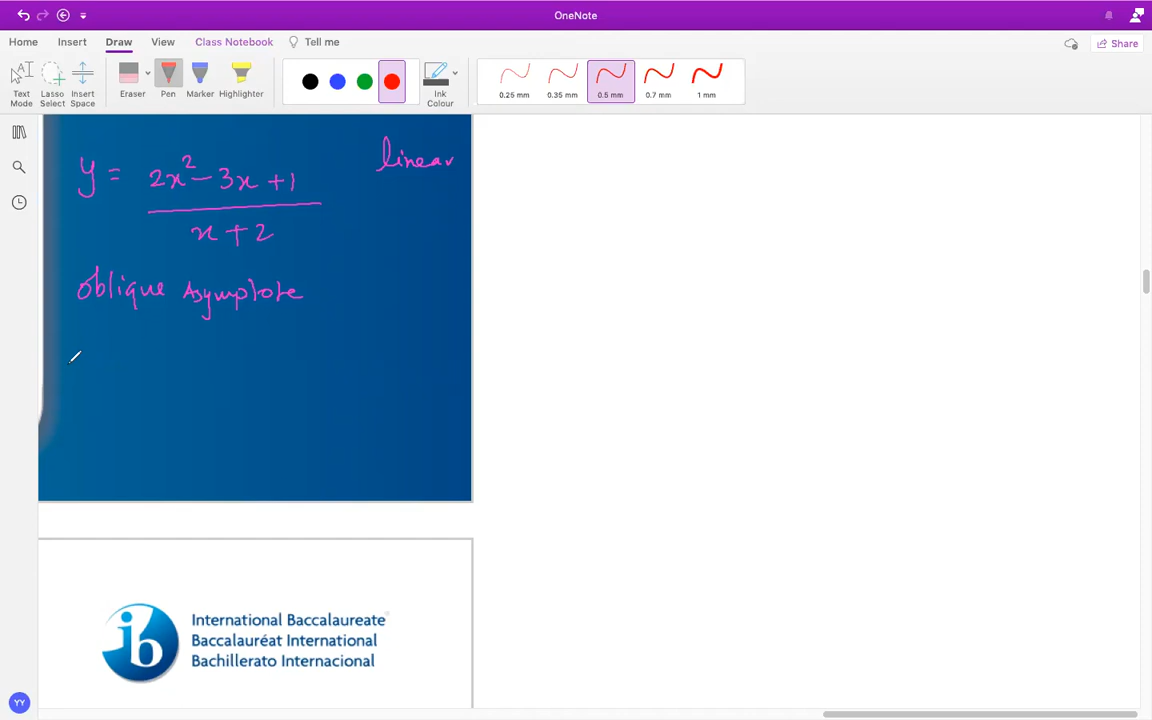 OneNote
Home Insert Draw View Class Notebook Tell me
Share
Text Mode
Lasso Select
Insert Space
Eraser
Pen
Marker
Highlighter
Ink Colour
0.25 mm
0.35 mm
0.5 mm
0.7 mm
1 mm
linear
y = 2x² - 3x + 1
x + 2
Oblique Asymptote
ib
International Baccalaureate
Baccalauréat International
Bachillerato Internacional
YY